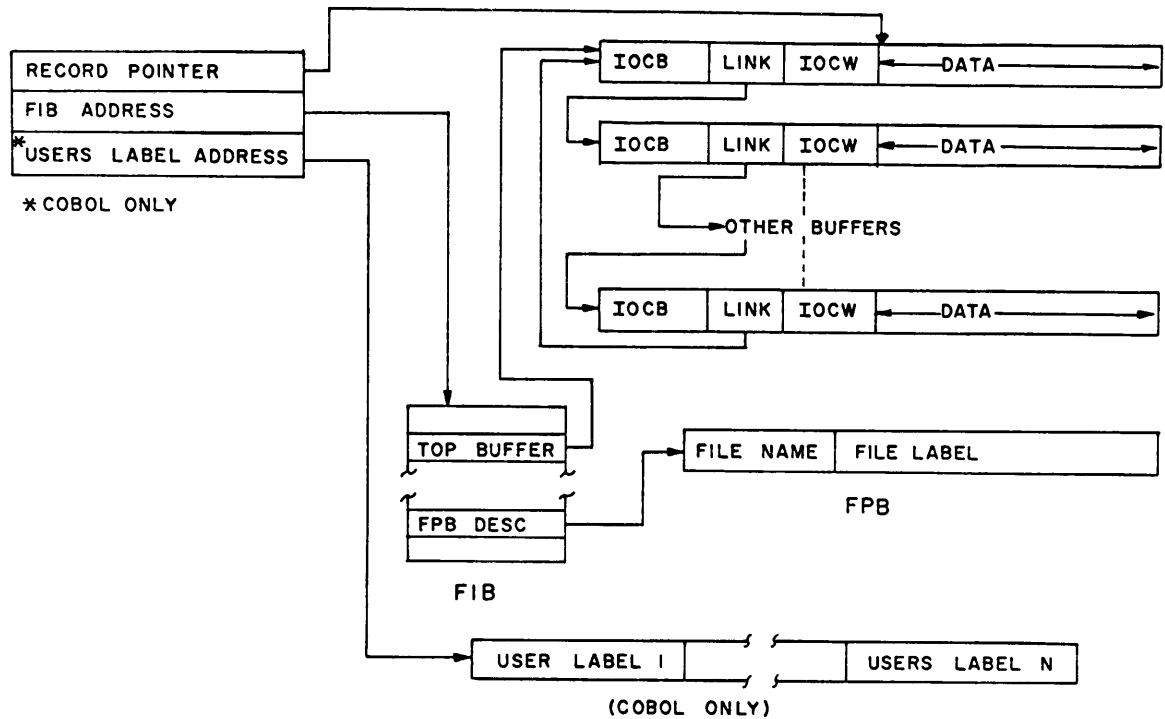 RECORD POINTER
FIB ADDRESS
*USERS LABEL ADDRESS
* COBOL ONLY
IOCB LINK IOCW DATA
IOCB LINK IOCW DATA
OTHER BUFFERS
IOCB LINK IOCW DATA
TOP BUFFER
FPB DESC
FIB
FILE NAME FILE LABEL
FPB
USER LABEL 1 USERS LABEL N
(COBOL ONLY)